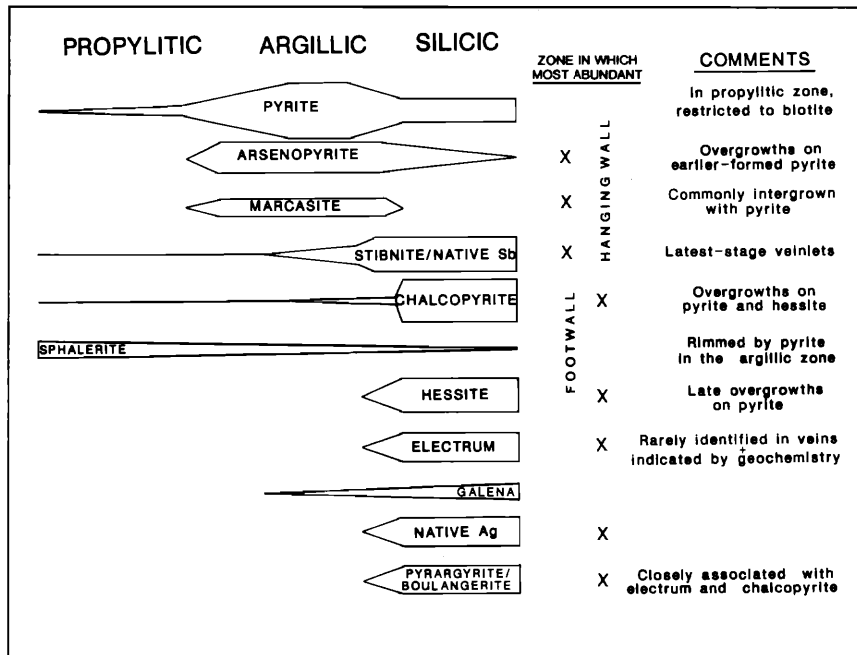 PROPYLITIC ARGILLIC SILICIC
ZONE IN WHICH
MOST ABUNDANT
COMMENTS
PYRITE
In propylitic zone,
restricted to biotite
ARSENOPYRITE X
Overgrowths on
earlier-formed pyrite
MARCASITE X
Commonly intergrown
with pyrite
HANGING WALL
STIBNITE/NATIVE Sb X Latest-stage veinlets
CHALCOPYRITE X
Overgrowths on
pyrite and hessite
FOOTWALL
SPHALERITE
Rimmed by pyrite
in the argillic zone
HESSITE X
Late overgrowths
on pyrite
ELECTRUM X
Rarely identified in veins
+
indicated by geochemistry
GALENA
NATIVE Ag X
PYRARGYRITE/
BOULANGERITE
X
Closely associated with
electrum and chalcopyrite